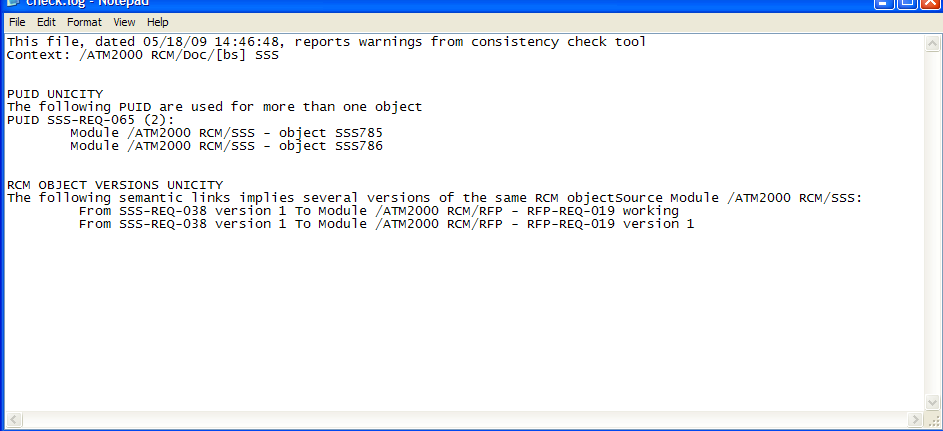 check.log - Notepad
File Edit Format View Help
This file, dated 05/18/09 14:46:48, reports warnings from consistency check tool
Context: /ATM2000 RCM/Doc/[bs] SSS
PUID UNICITY
The following PUID are used for more than one object
PUID SSS-REQ-065 (2):
Module /ATM2000 RCM/SSS - object SSS785
Module /ATM2000 RCM/SSS - object SSS786
RCM OBJECT VERSIONS UNICITY
The following semantic links implies several versions of the same RCM objectSource Module /ATM2000 RCM/SSS:
From SSS-REQ-038 version 1 To Module /ATM2000 RCM/RFP - RFP-REQ-019 working
From SSS-REQ-038 version 1 To Module /ATM2000 RCM/RFP - RFP-REQ-019 version 1